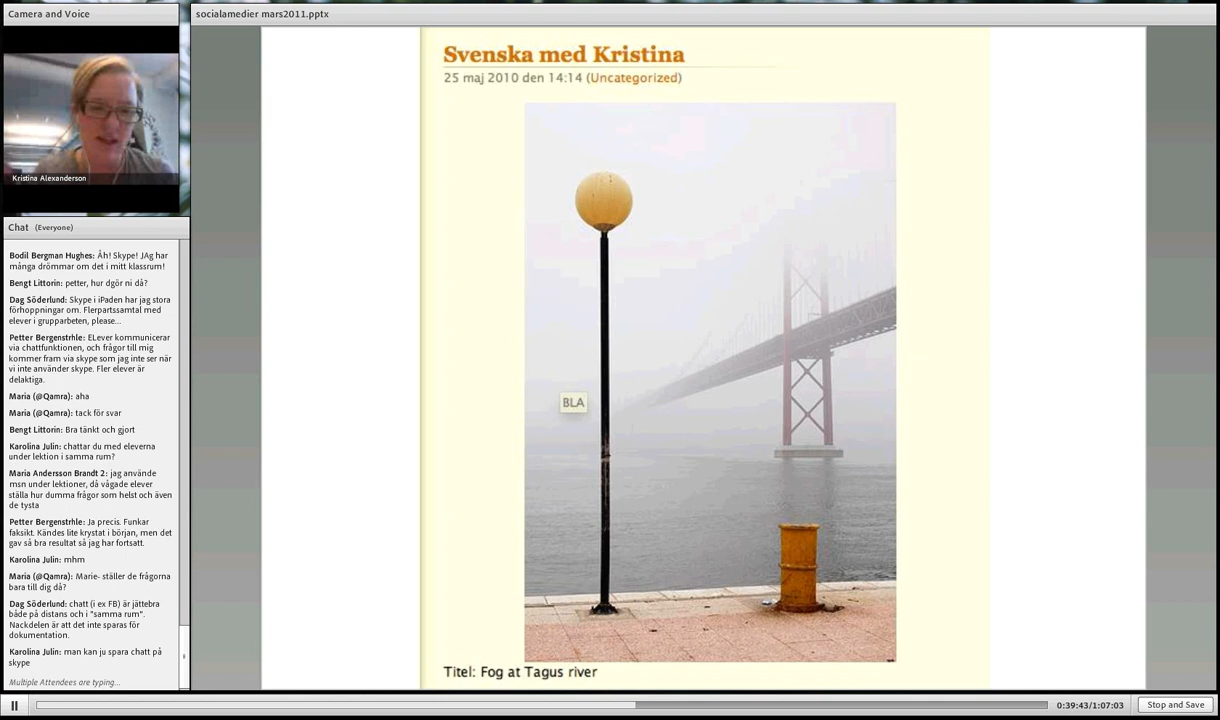 Camera and Voice
Kristina Alexanderson
Chat (Everyone)
Bodil Bergman Hughes: Åh! Skype! JAg har
många drömmar om det i mitt klassrum!
Bengt Littorin: petter, hur dgör ni då?
Dag Söderlund: Skype i iPaden har jag stora
förhoppningar om. Flerpartssamtal med
elever i grupparbeten, please...
Petter Bergenstrhle: ELever kommunicerar
via chattfunktionen, och frågor till mig
kommer fram via skype som jag inte ser när
vi inte använder skype. Fler elever är
delaktiga.
Maria (@Qamra): aha
Maria (@Qamra): tack för svar
Bengt Littorin: Bra tänkt och gjort
Karolina Julin: chattar du med eleverna
under lektion i samma rum?
Maria Andersson Brandt 2: jag använde
msn under lektioner, då vågade elever
ställa hur dumma frågor som helst och även
de tysta
Petter Bergenstrhle: Ja precis. Funkar
faksikt. Kändes lite krystat i början, men det
gav så bra resultat så jag har fortsatt.
Karolina Julin: mhm
Maria (@Qamra): Marie- ställer de frågorna
bara till dig då?
Dag Söderlund: chatt (i ex FB) är jättebra
både på distans och i "samma rum".
Nackdelen är att det inte sparas för
dokumentation.
Karolina Julin: man kan ju spara chatt på
skype
Multiple Attendees are typing...
socialamedier mars2011.pptx
Svenska med Kristina
25 maj 2010 den 14:14 (Uncategorized)
BLA
Titel: Fog at Tagus river
0:39:43/1:07:03
Stop and Save